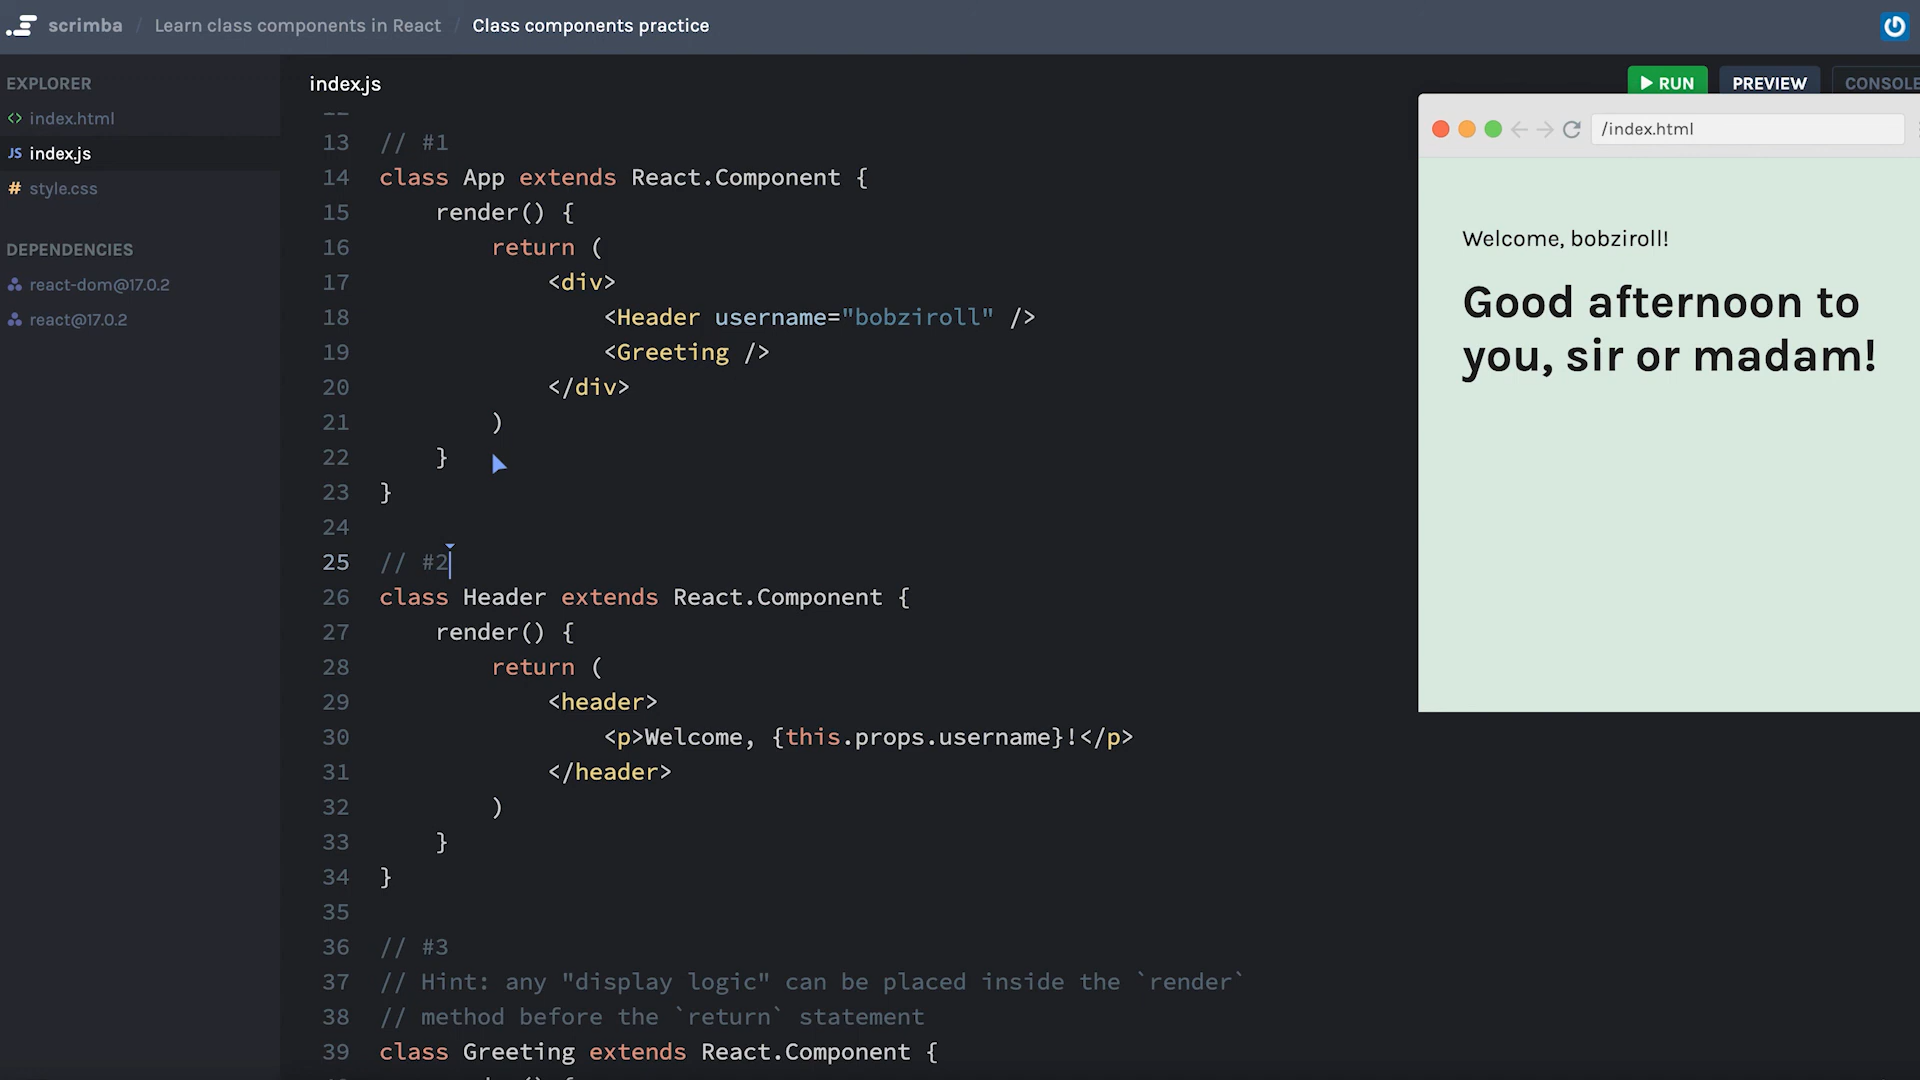 scrimba / Learn class components in React / Class components practice
EXPLORER
<> index.html
JS index.js
# style.css
DEPENDENCIES
react-dom@17.0.2
react@17.0.2
index.js
RUN PREVIEW CONSOLE
13 // #1
14 class App extends React.Component {
15 render() {
16 return (
17 <div>
18 <Header username="bobziroll" />
19 <Greeting />
20 </div>
21 )
22 }
23 }
24
25 // #2
26 class Header extends React.Component {
27 render() {
28 return (
29 <header>
30 <p>Welcome, {this.props.username}!</p>
31 </header>
32 )
33 }
34 }
35
36 // #3
37 // Hint: any "display logic" can be placed inside the `render`
38 // method before the `return` statement
39 class Greeting extends React.Component {
/index.html
Welcome, bobziroll!
Good afternoon to
you, sir or madam!